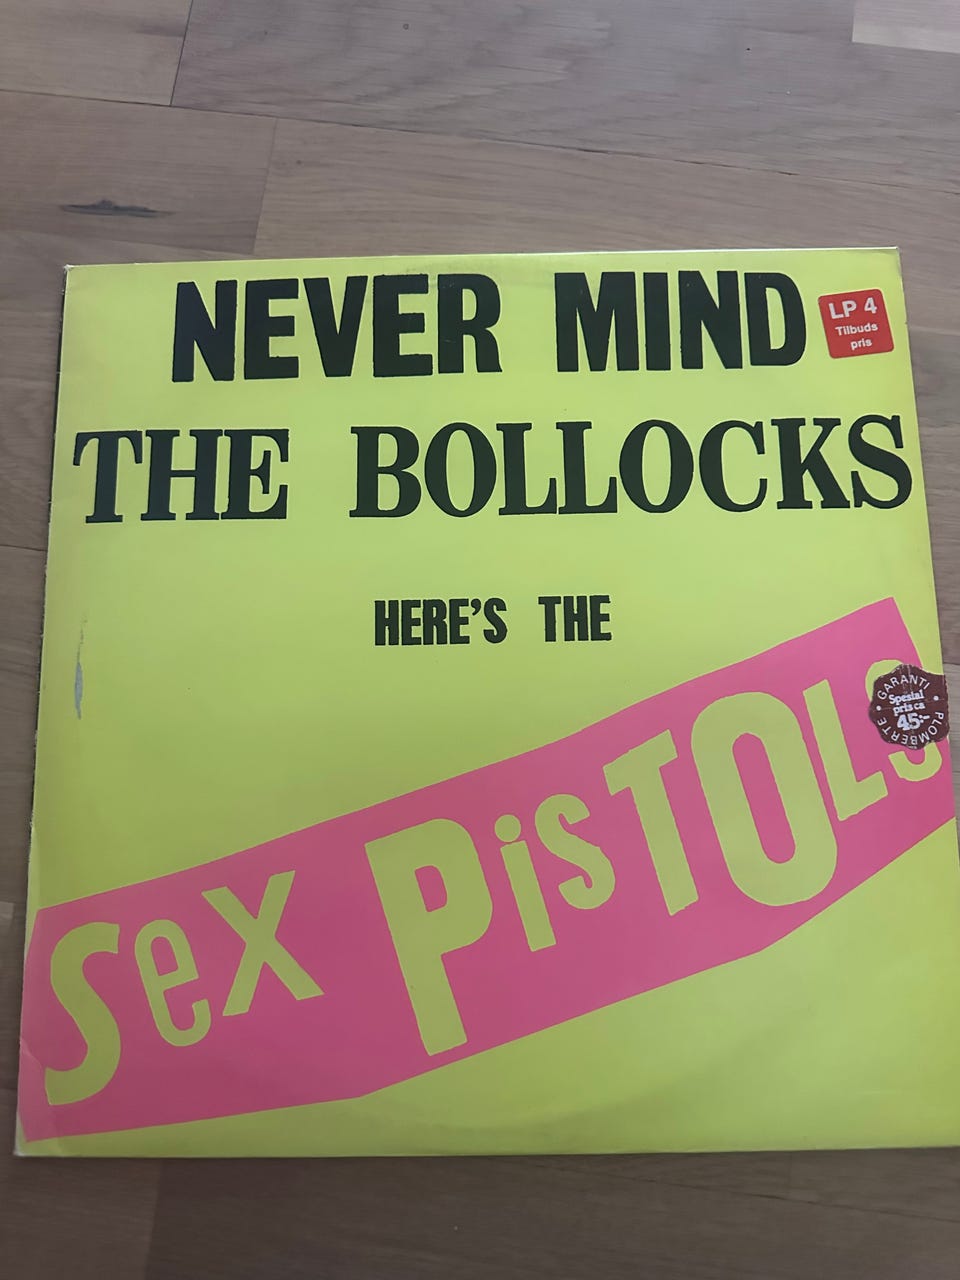 NEVER MIND
THE BOLLOCKS
HERE'S THE
Sex PiSTOLS
LP 4
Tilbuds
pris
GARANTI
Spesial
pris ca
45:-
PLOMBERTE